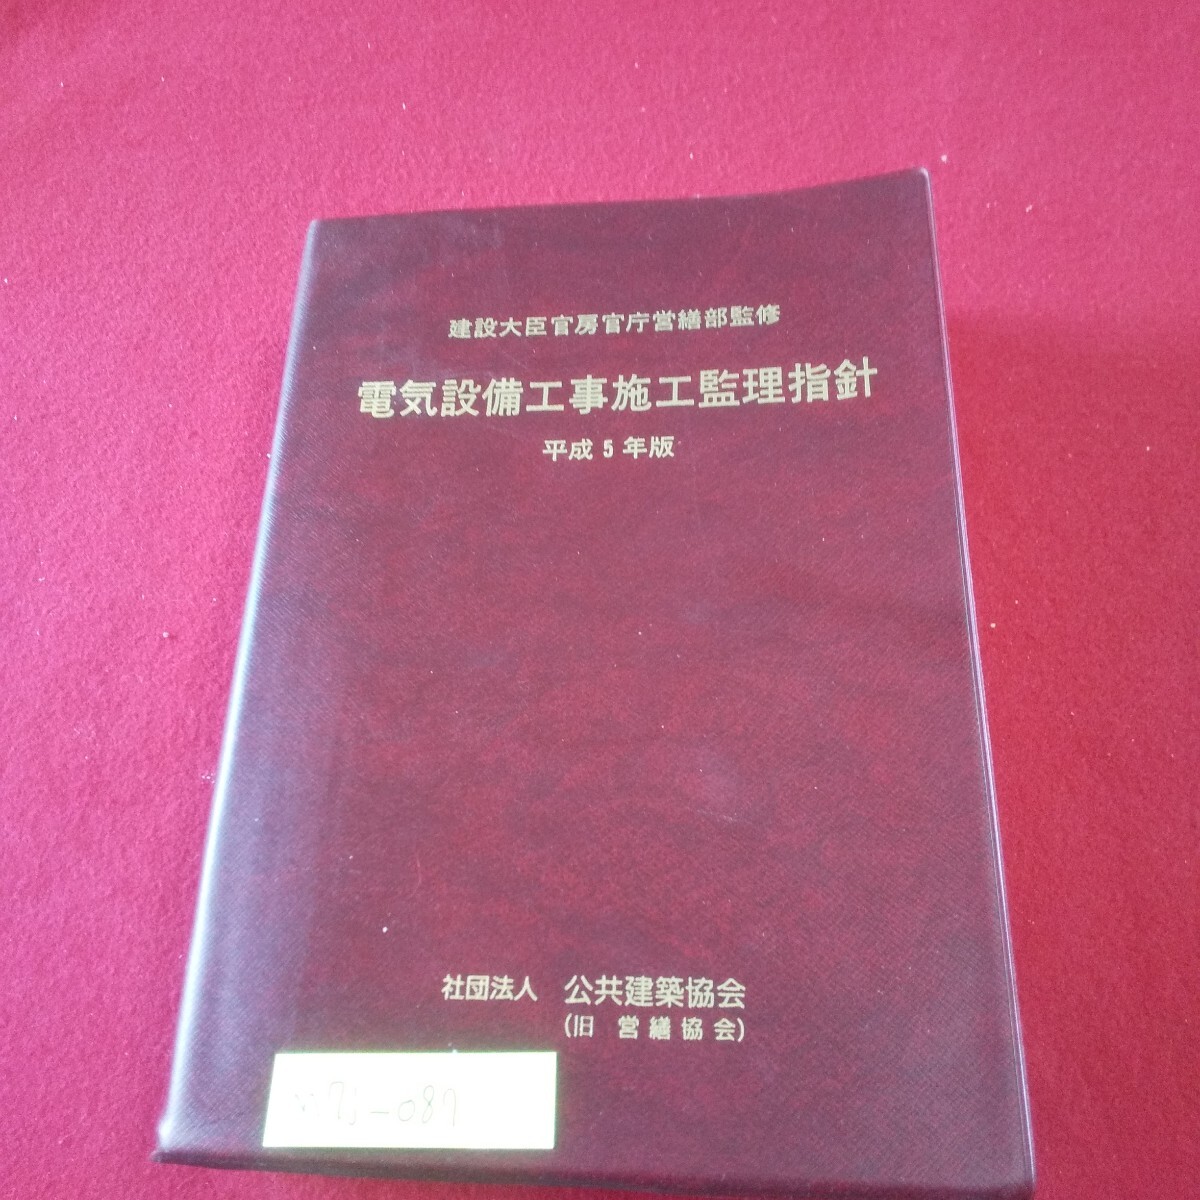 建設大臣官房官庁営繕部監修
電気設備工事施工監理指針
平成5年版
社団法人 公共建築協会
(旧 営繕協会)